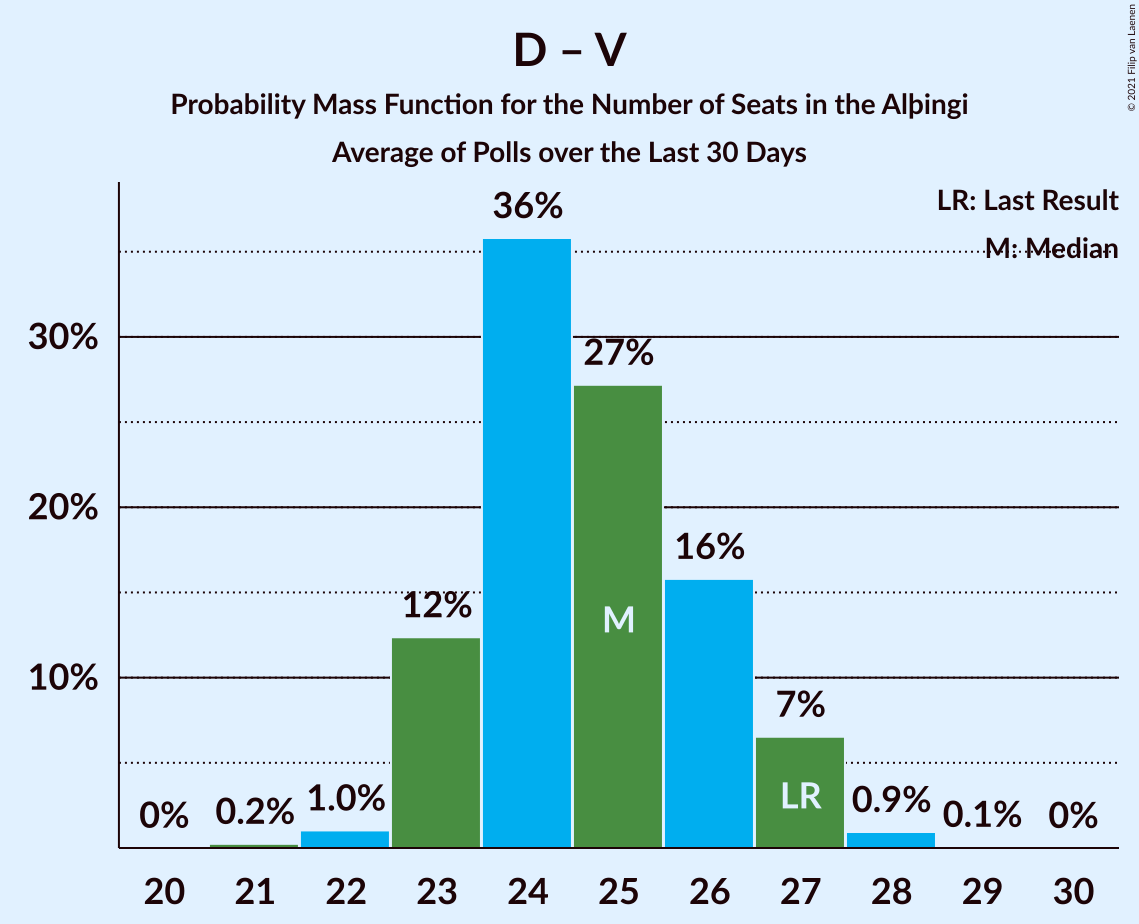 D – V
Probability Mass Function for the Number of Seats in the Alþingi
Average of Polls over the Last 30 Days
© 2021 Filip van Laenen
LR: Last Result
M: Median
36%
30%
27%
20%
16%
12%
M
10%
7%
LR
0%
0.2%
1.0%
0.9%
0.1%
0%
20 21 22 23 24 25 26 27 28 29 30